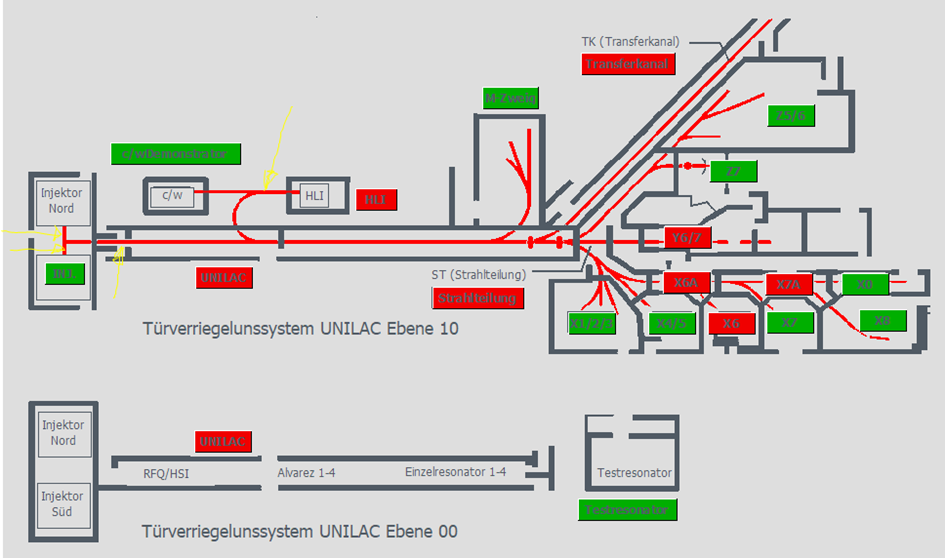 TK (Transferkanal)
Transferkanal
M-Zweig
Z5/6
c/wDemonstrator
Z7
Injektor
Nord
c/w
HLI
HLI
Y6/7
INJ.
UNILAC
ST (Strahlteilung)
Strahlteilung
X6A
X7A
X0
X1/2/3
X4/5
X6
X7
X8
Türverriegelunssystem UNILAC Ebene 10
Injektor
Nord
UNILAC
RFQ/HSI
Alvarez 1-4
Einzelresonator 1-4
Testresonator
Injektor
Süd
Testresonator
Türverriegelunssystem UNILAC Ebene 00